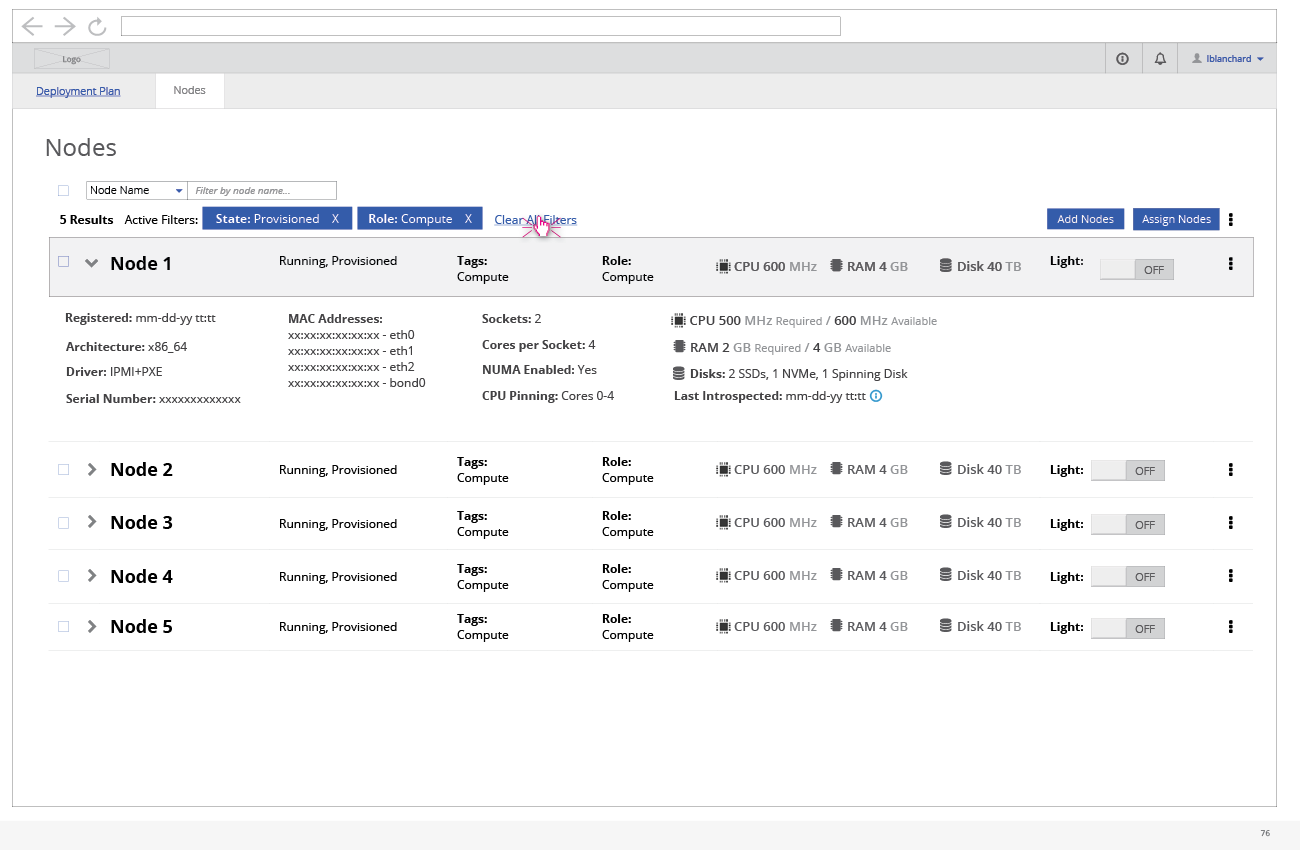 Logo
lblanchard
Deployment Plan
Nodes
Nodes
Node Name
Filter by node name...
5 Results Active Filters: State: Provisioned X Role: Compute X Clear All Filters
Add Nodes Assign Nodes
Node 1 Running, Provisioned Tags: Compute Role: Compute CPU 600 MHz RAM 4 GB Disk 40 TB Light: OFF
Registered: mm-dd-yy tt:tt
Architecture: x86_64
Driver: IPMI+PXE
Serial Number: xxxxxxxxxxxxx
MAC Addresses:
xx:xx:xx:xx:xx:xx - eth0
xx:xx:xx:xx:xx:xx - eth1
xx:xx:xx:xx:xx:xx - eth2
xx:xx:xx:xx:xx:xx - bond0
Sockets: 2
Cores per Socket: 4
NUMA Enabled: Yes
CPU Pinning: Cores 0-4
CPU 500 MHz Required / 600 MHz Available
RAM 2 GB Required / 4 GB Available
Disks: 2 SSDs, 1 NVMe, 1 Spinning Disk
Last Introspected: mm-dd-yy tt:tt
Node 2 Running, Provisioned Tags: Compute Role: Compute CPU 600 MHz RAM 4 GB Disk 40 TB Light: OFF
Node 3 Running, Provisioned Tags: Compute Role: Compute CPU 600 MHz RAM 4 GB Disk 40 TB Light: OFF
Node 4 Running, Provisioned Tags: Compute Role: Compute CPU 600 MHz RAM 4 GB Disk 40 TB Light: OFF
Node 5 Running, Provisioned Tags: Compute Role: Compute CPU 600 MHz RAM 4 GB Disk 40 TB Light: OFF
76